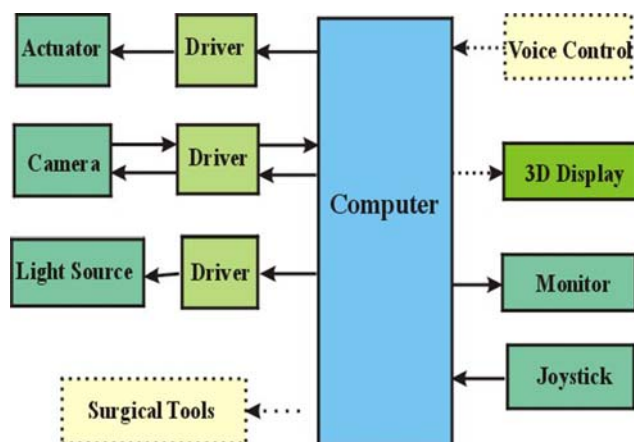 Actuator
Driver
Voice Control
Camera
Driver
3D Display
Computer
Light Source
Driver
Monitor
Joystick
Surgical Tools